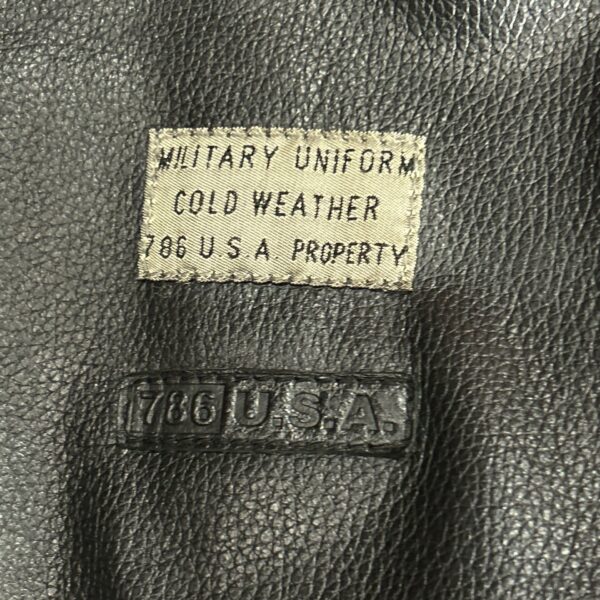 MILITARY UNIFORM
COLD WEATHER
786 U.S.A. PROPERTY
786 U.S.A.